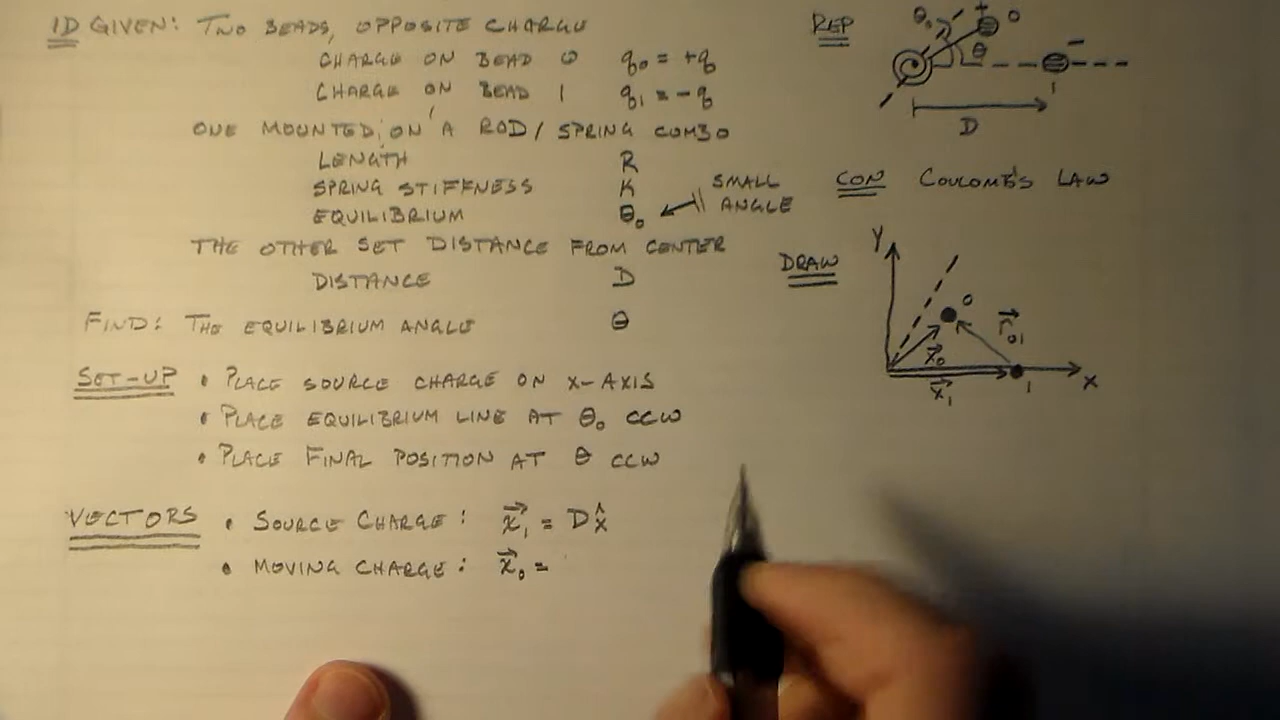 ID GIVEN: TWO BEADS, OPPOSITE CHARGE
CHARGE ON BEAD 0 q₀ = +q
CHARGE ON BEAD 1 q₁ = -q
ONE MOUNTED ON A ROD/SPRING COMBO
LENGTH R
SPRING STIFFNESS K
EQUILIBRIUM θ₀ SMALL ANGLE
THE OTHER SET DISTANCE FROM CENTER
DISTANCE D
FIND: THE EQUILIBRIUM ANGLE θ
SET-UP • PLACE SOURCE CHARGE ON X-AXIS
• PLACE EQUILIBRIUM LINE AT θ₀ CCW
• PLACE FINAL POSITION AT θ CCW
VECTORS • SOURCE CHARGE: r⃗₁ = Dx̂
• MOVING CHARGE: r⃗₀ =
REP
θ₀ + 0
θ −
1
D
CON COULOMB'S LAW
DRAW
Y
0
r⃗₀₁
r⃗₀
r⃗₁ 1 X